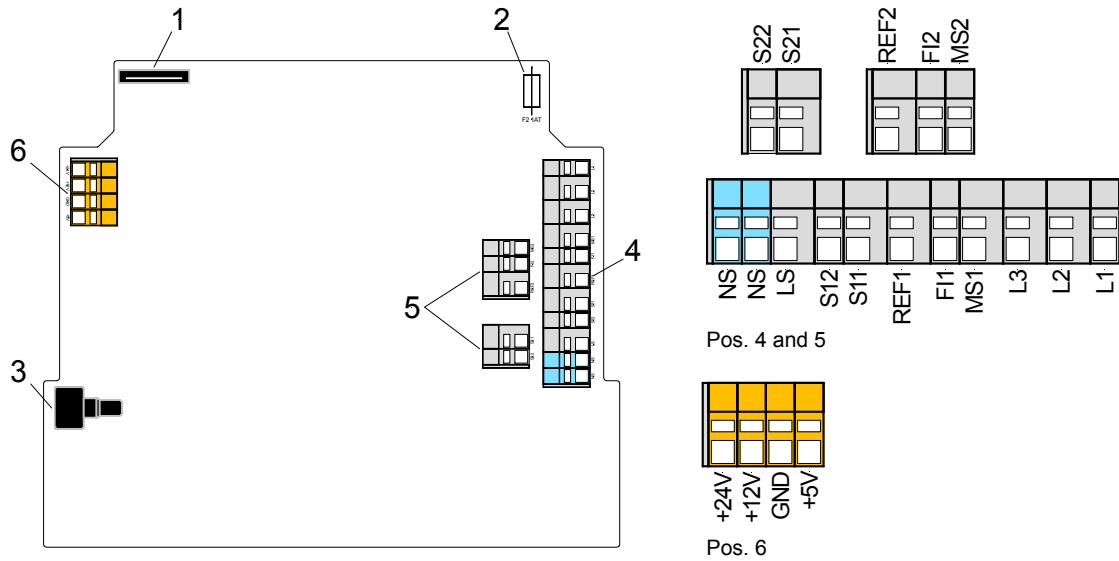 1
2
3
4
5
6
F2 4AT
S22
S21
REF2
FI2
MS2
NS
NS
LS
S12
S11
REF1
FI1
MS1
L3
L2
L1
Pos. 4 and 5
+24V
+12V
GND
+5V
Pos. 6